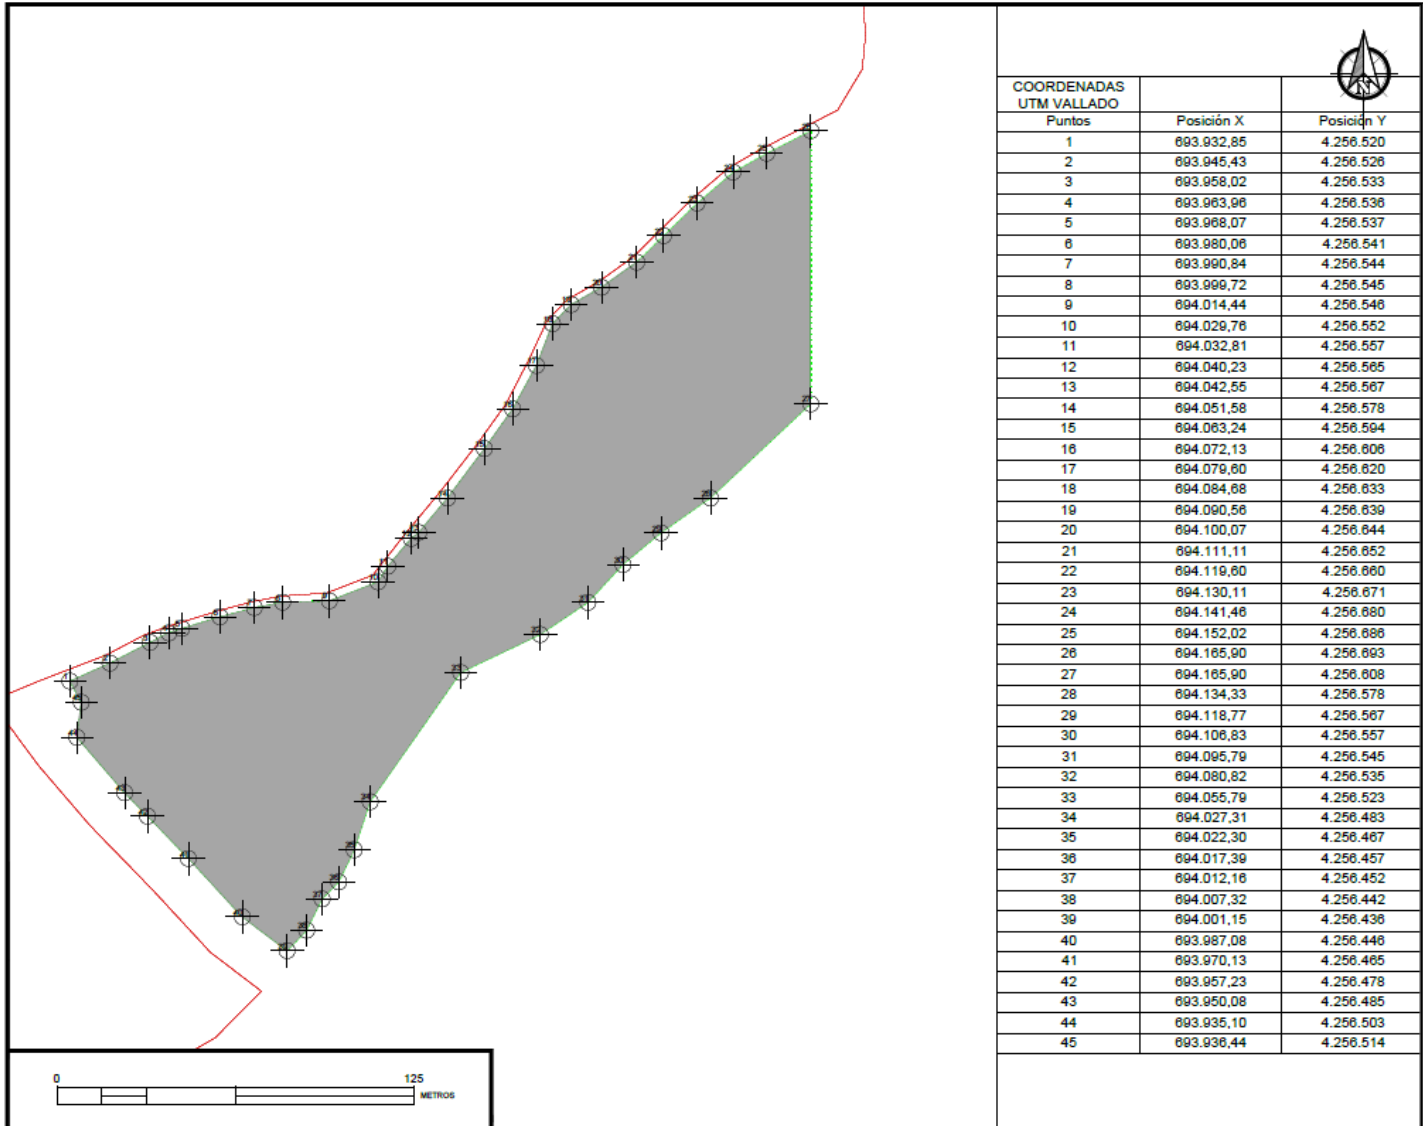 N
COORDENADAS
UTM VALLADO
Puntos Posición X Posición Y
1 693.932,85 4.256.520
2 693.945,43 4.256.526
3 693.958,02 4.256.533
4 693.963,96 4.256.536
5 693.968,07 4.256.537
6 693.980,06 4.256.541
7 693.990,84 4.256.544
8 693.999,72 4.256.545
9 694.014,44 4.256.546
10 694.029,76 4.256.552
11 694.032,81 4.256.557
12 694.040,23 4.256.565
13 694.042,55 4.256.567
14 694.051,58 4.256.578
15 694.063,24 4.256.594
16 694.072,13 4.256.606
17 694.079,60 4.256.620
18 694.084,68 4.256.633
19 694.090,56 4.256.639
20 694.100,07 4.256.644
21 694.111,11 4.256.652
22 694.119,60 4.256.660
23 694.130,11 4.256.671
24 694.141,46 4.256.680
25 694.152,02 4.256.686
26 694.165,90 4.256.693
27 694.165,90 4.256.608
28 694.134,33 4.256.578
29 694.118,77 4.256.567
30 694.106,83 4.256.557
31 694.095,79 4.256.545
32 694.080,82 4.256.535
33 694.055,79 4.256.523
34 694.027,31 4.256.483
35 694.022,30 4.256.467
36 694.017,39 4.256.457
37 694.012,16 4.256.452
38 694.007,32 4.256.442
39 694.001,15 4.256.436
40 693.987,08 4.256.446
41 693.970,13 4.256.465
42 693.957,23 4.256.478
43 693.950,08 4.256.485
44 693.935,10 4.256.503
45 693.936,44 4.256.514
0 125
METROS